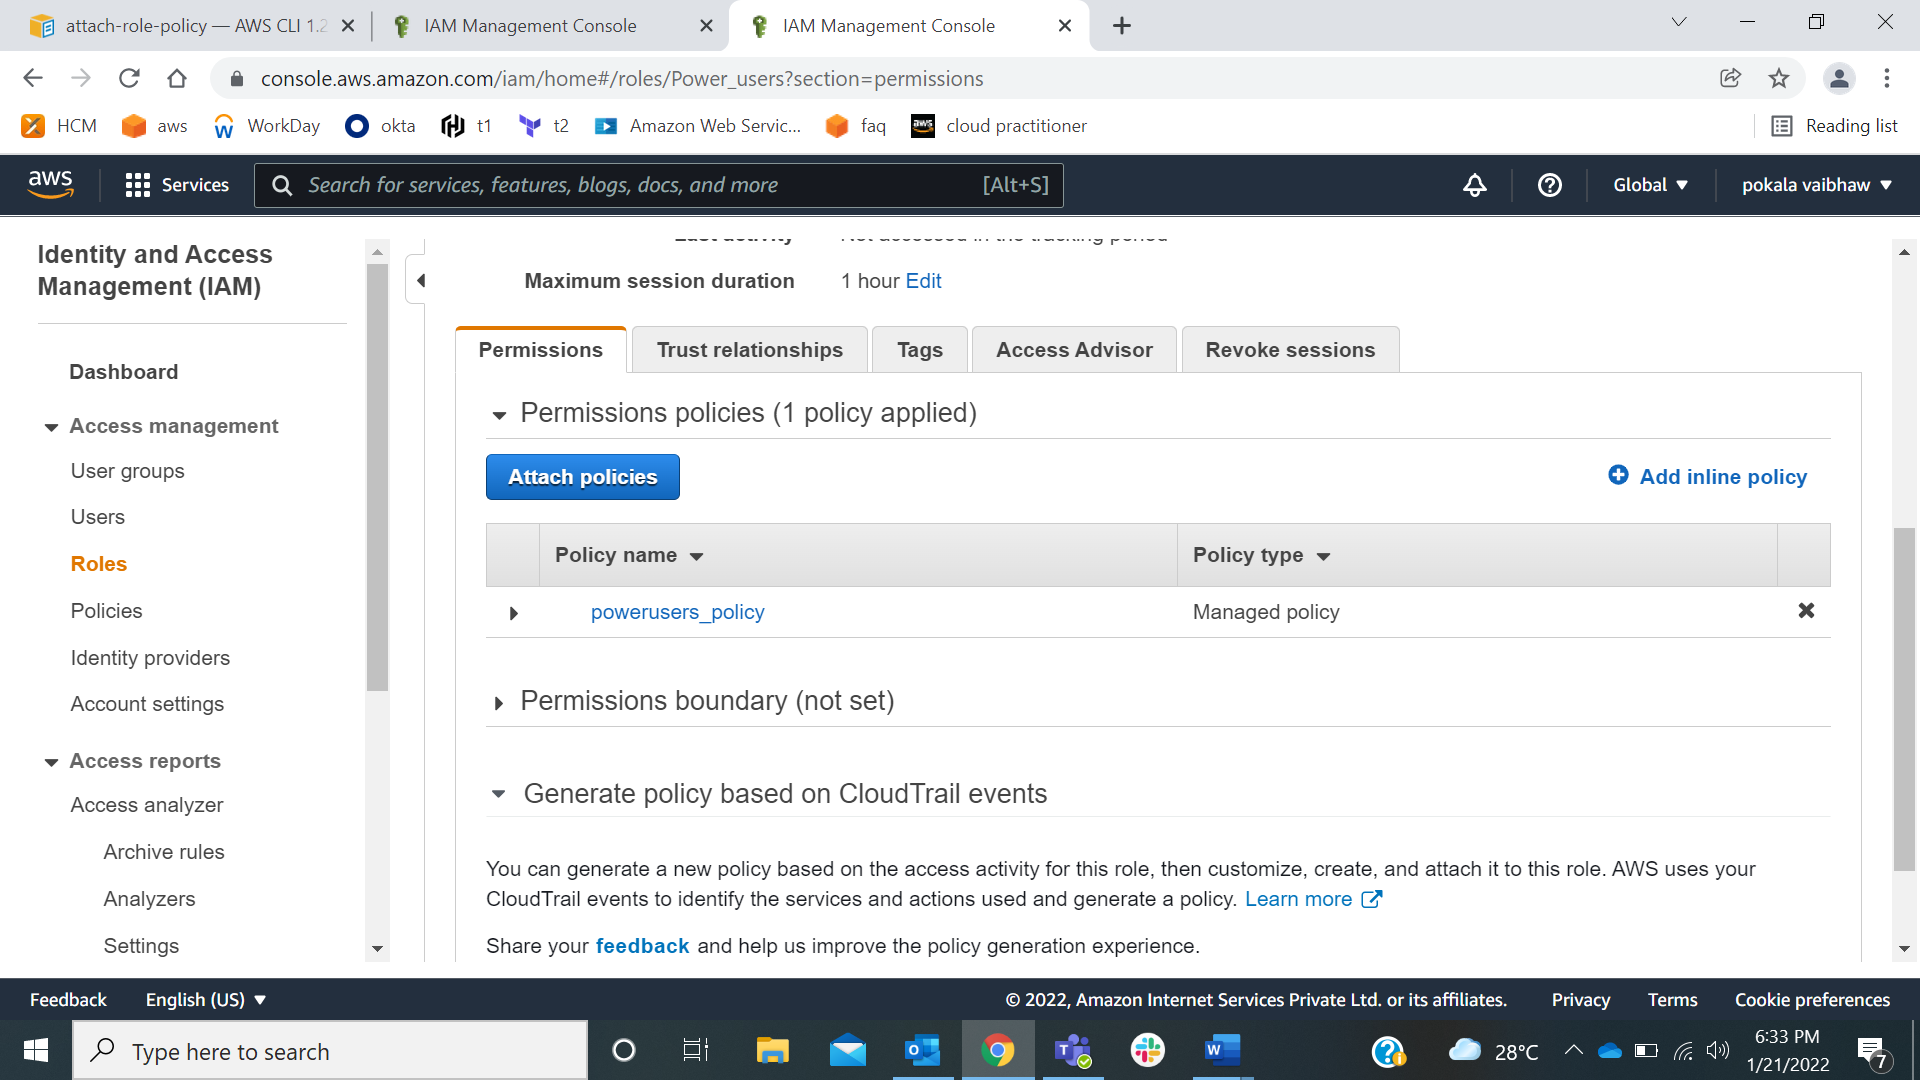 attach-role-policy — AWS CLI 1.2
IAM Management Console
IAM Management Console
console.aws.amazon.com/iam/home#/roles/Power_users?section=permissions
HCM
aws
WorkDay
okta
t1
t2
Amazon Web Servic...
faq
cloud practitioner
Reading list
aws
Services
Search for services, features, blogs, docs, and more
[Alt+S]
Global
pokala vaibhaw
Identity and Access
Management (IAM)
Dashboard
Access management
User groups
Users
Roles
Policies
Identity providers
Account settings
Access reports
Access analyzer
Archive rules
Analyzers
Settings
Last activity Not accessed in the tracking period
Maximum session duration 1 hour Edit
Permissions
Trust relationships
Tags
Access Advisor
Revoke sessions
Permissions policies (1 policy applied)
Attach policies
Add inline policy
Policy name
Policy type
powerusers_policy
Managed policy
Permissions boundary (not set)
Generate policy based on CloudTrail events
You can generate a new policy based on the access activity for this role, then customize, create, and attach it to this role. AWS uses your
CloudTrail events to identify the services and actions used and generate a policy. Learn more
Share your feedback and help us improve the policy generation experience.
Feedback
English (US)
© 2022, Amazon Internet Services Private Ltd. or its affiliates.
Privacy
Terms
Cookie preferences
Type here to search
28°C
6:33 PM
1/21/2022
7